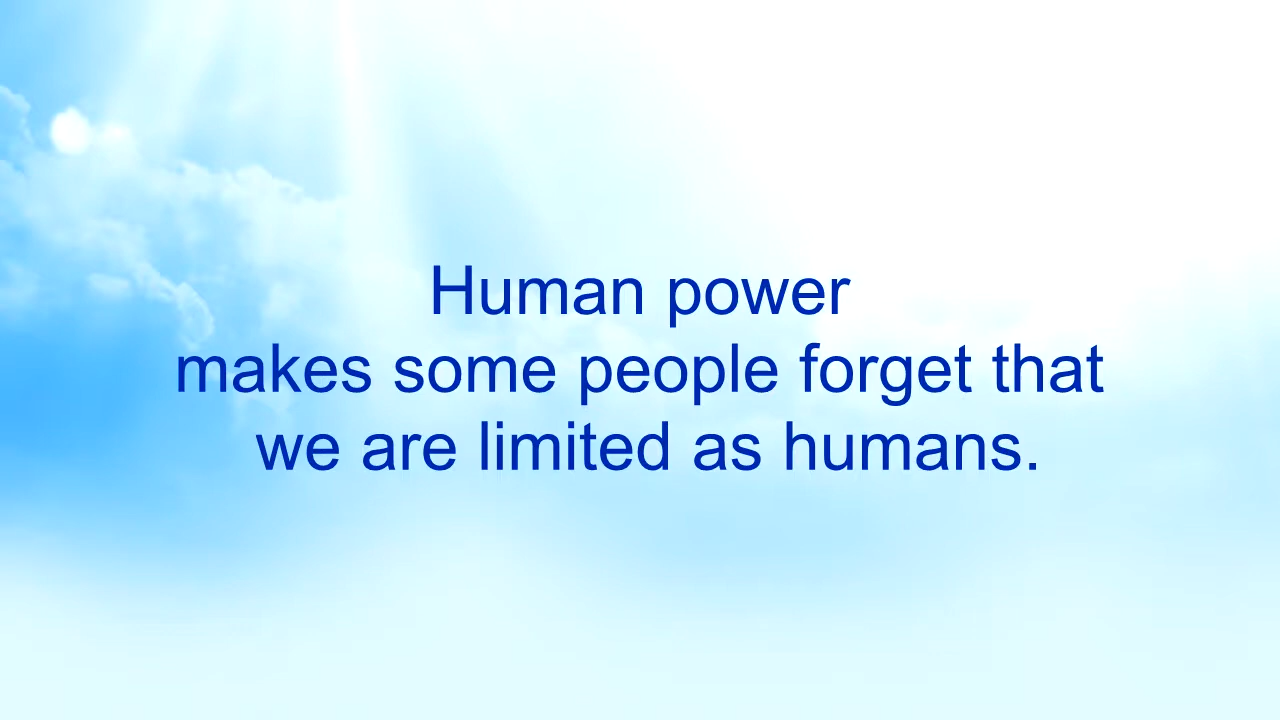 Human power
makes some people forget that
we are limited as humans.